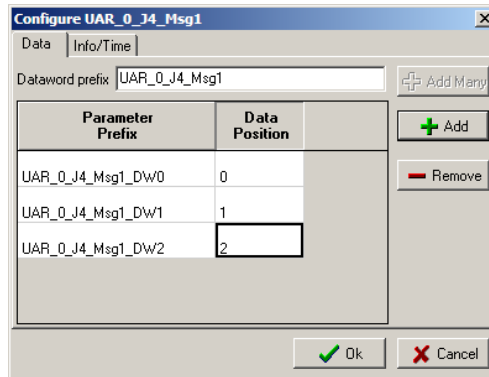 Configure UAR_0_J4_Msg1
Data Info/Time
Dataword prefix UAR_0_J4_Msg1
Add Many
Parameter Prefix Data Position
Add
UAR_0_J4_Msg1_DW0 0
Remove
UAR_0_J4_Msg1_DW1 1
UAR_0_J4_Msg1_DW2 2
Ok Cancel